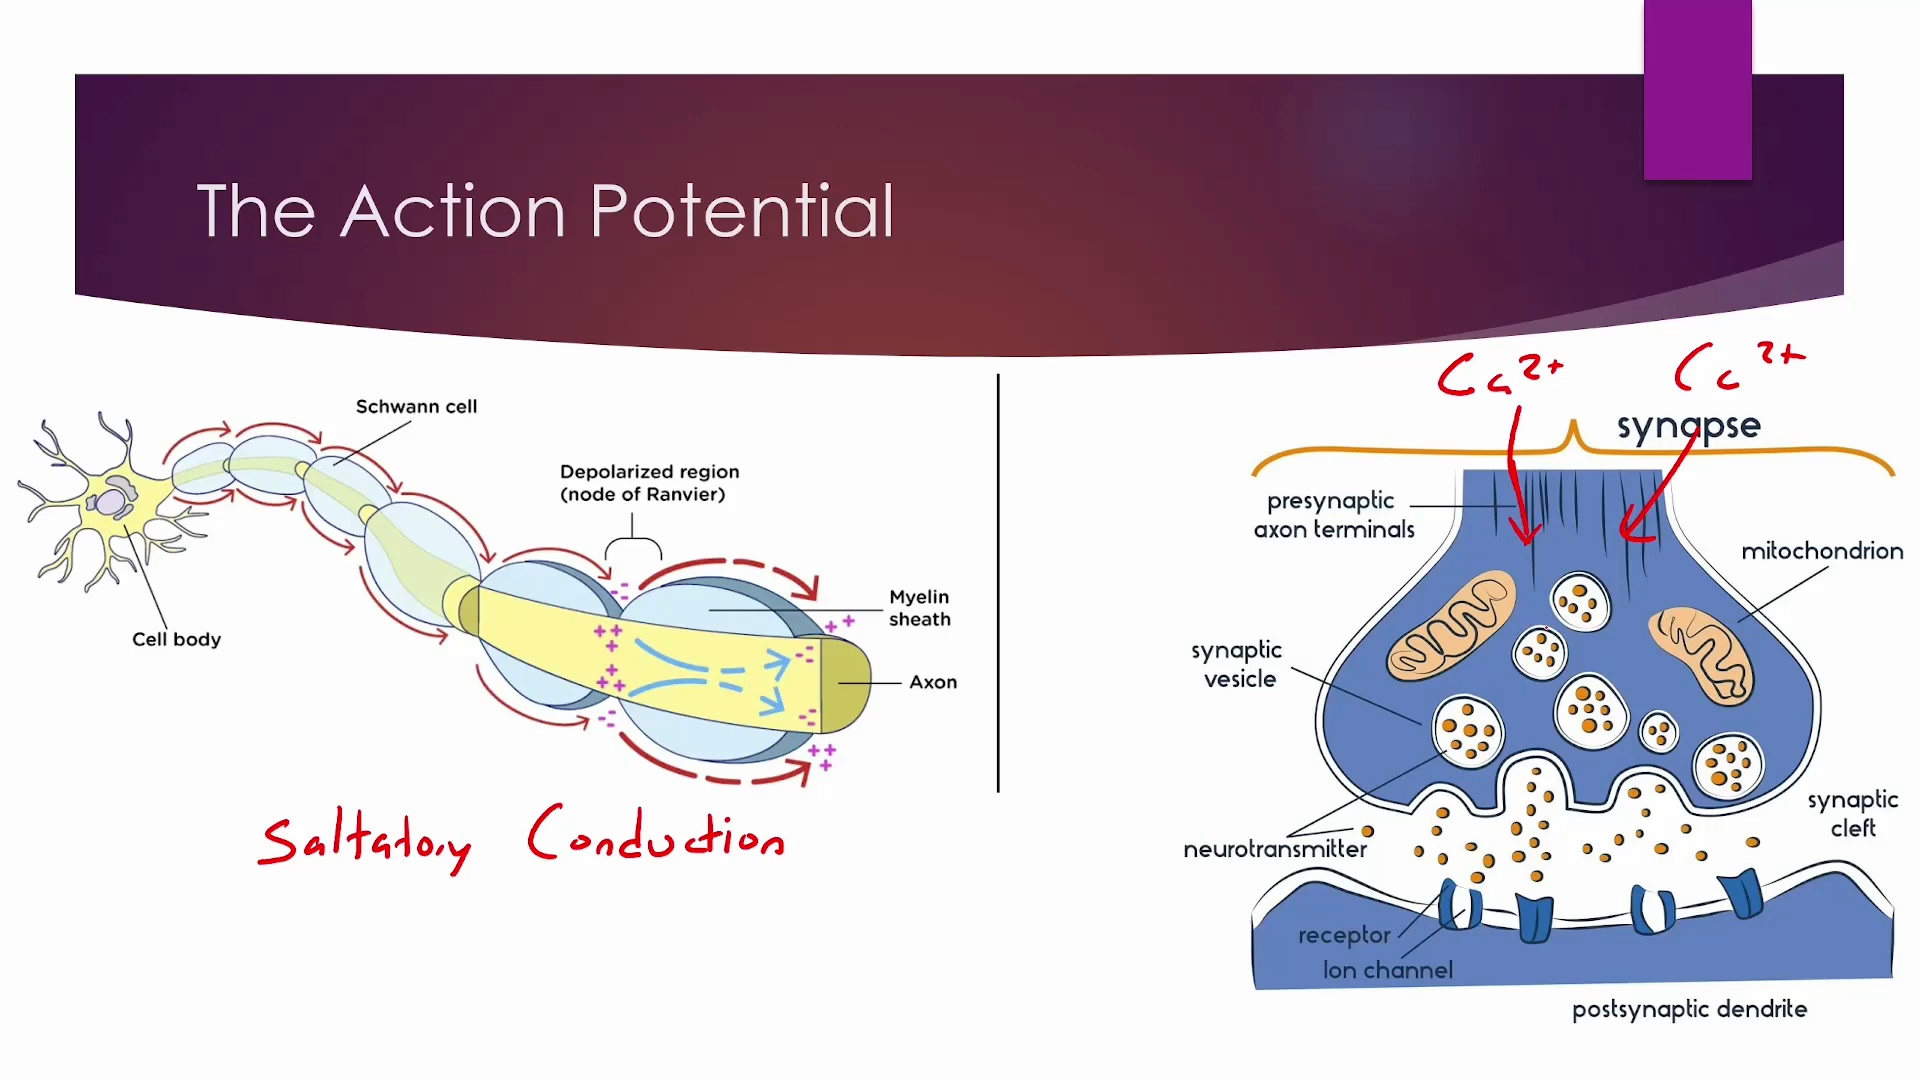 The Action Potential
Schwann cell
Depolarized region
(node of Ranvier)
Myelin
sheath
Axon
Cell body
Saltatory Conduction
Ca2+ Ca2+
synapse
presynaptic
axon terminals
mitochondrion
synaptic
vesicle
synaptic
cleft
neurotransmitter
receptor
Ion channel
postsynaptic dendrite